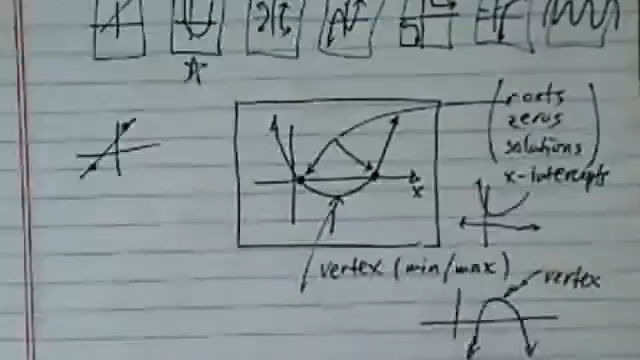 roots
zeros
solutions
x-intercepts
x
vertex (min/max)
vertex